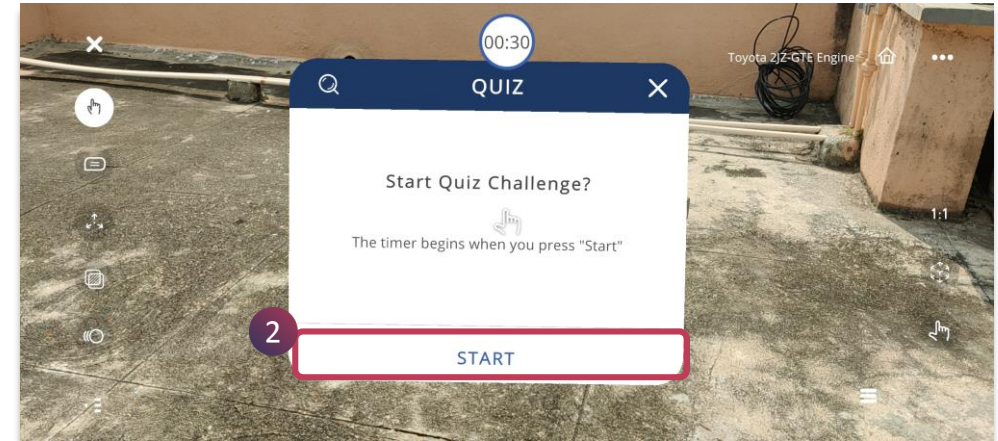 00:30
Toyota 2JZ-GTE Engine
QUIZ
Start Quiz Challenge?
1:1
The timer begins when you press "Start"
2
START